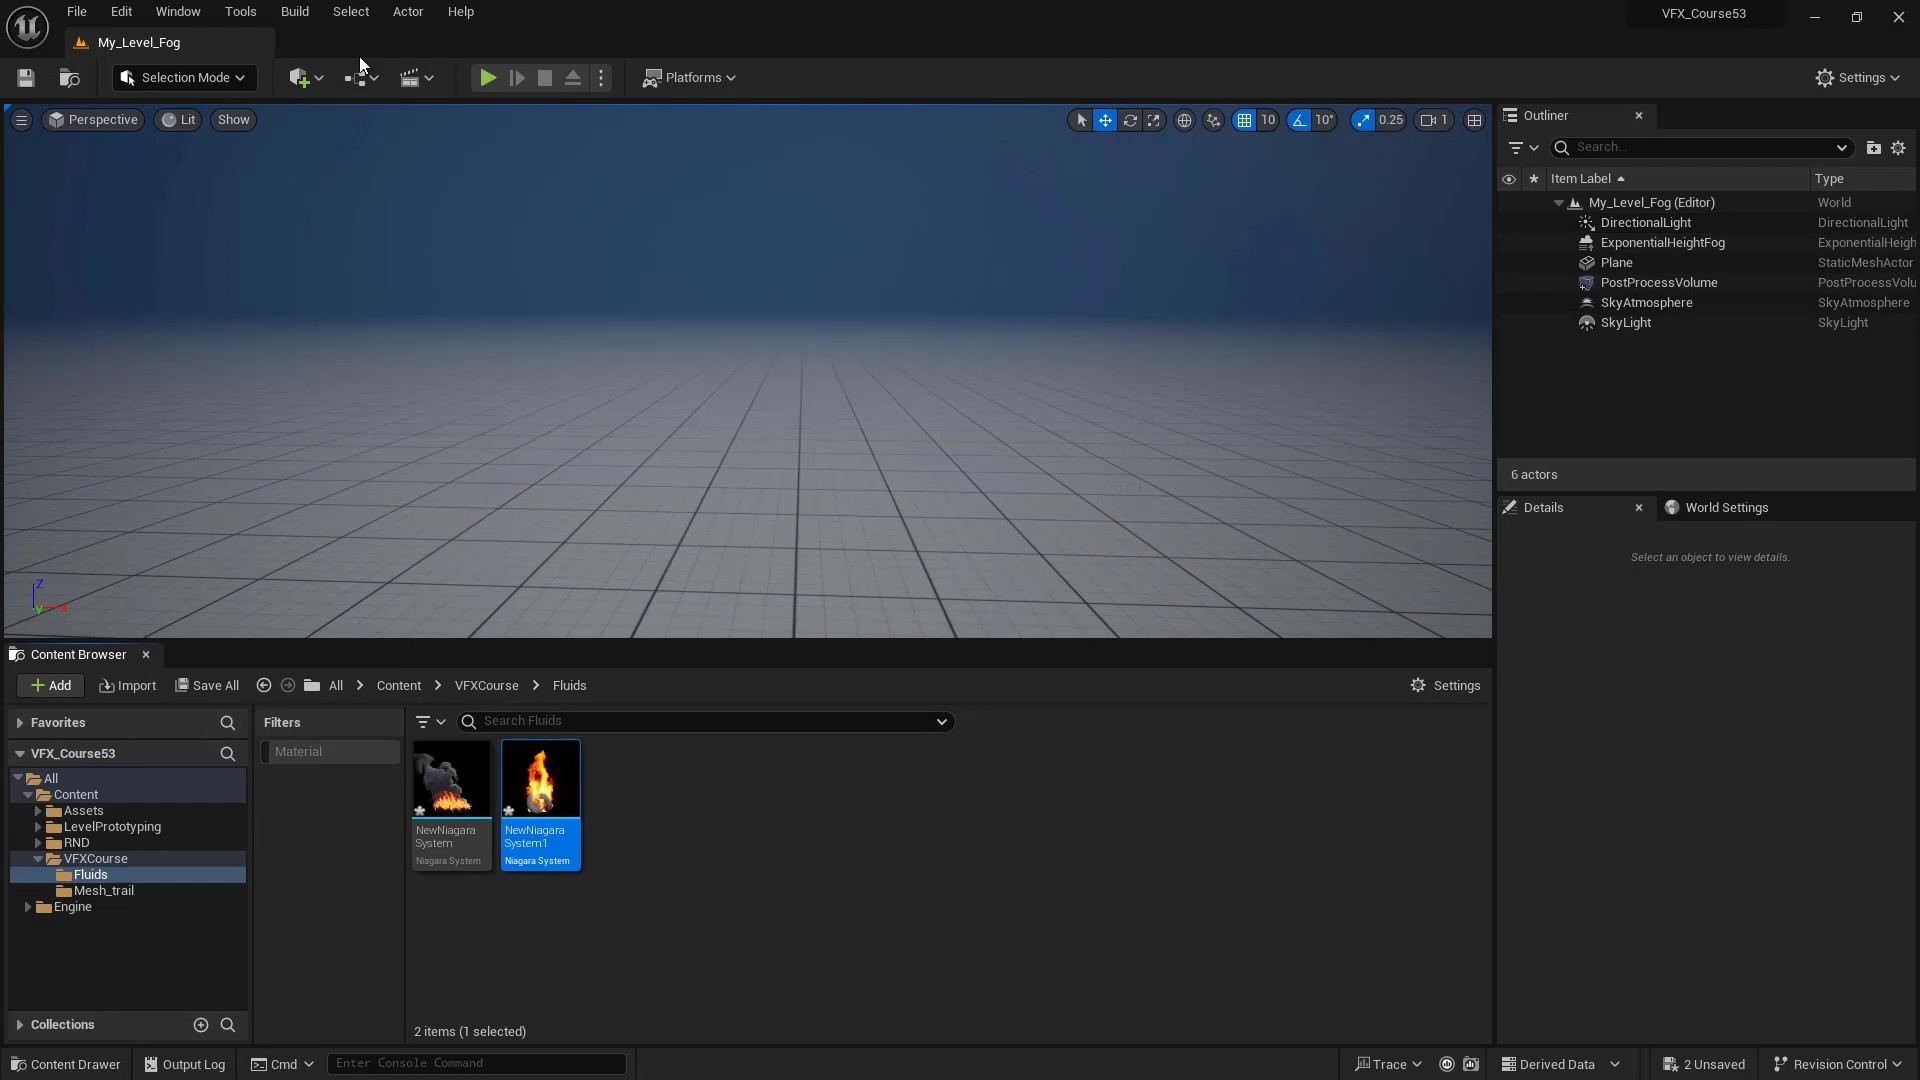 File Edit Window Tools Build Select Actor Help
VFX_Course53
My_Level_Fog
Selection Mode
Platforms
Settings
Perspective
Lit
Show
10
10°
0.25
1
Outliner
Search...
Item Label
Type
My_Level_Fog (Editor)
World
DirectionalLight
DirectionalLight
ExponentialHeightFog
ExponentialHeigh
Plane
StaticMeshActor
PostProcessVolume
PostProcessVolu
SkyAtmosphere
SkyAtmosphere
SkyLight
SkyLight
6 actors
Details
World Settings
Select an object to view details.
Z
Y
X
Content Browser
Add
Import
Save All
All > Content > VFXCourse > Fluids
Settings
Favorites
VFX_Course53
All
Content
Assets
LevelPrototyping
RND
VFXCourse
Fluids
Mesh_trail
Engine
Collections
Filters
Material
Search Fluids
NewNiagara
System
Niagara System
NewNiagara
System1
Niagara System
2 items (1 selected)
Content Drawer
Output Log
Cmd
Enter Console Command
Trace
Derived Data
2 Unsaved
Revision Control